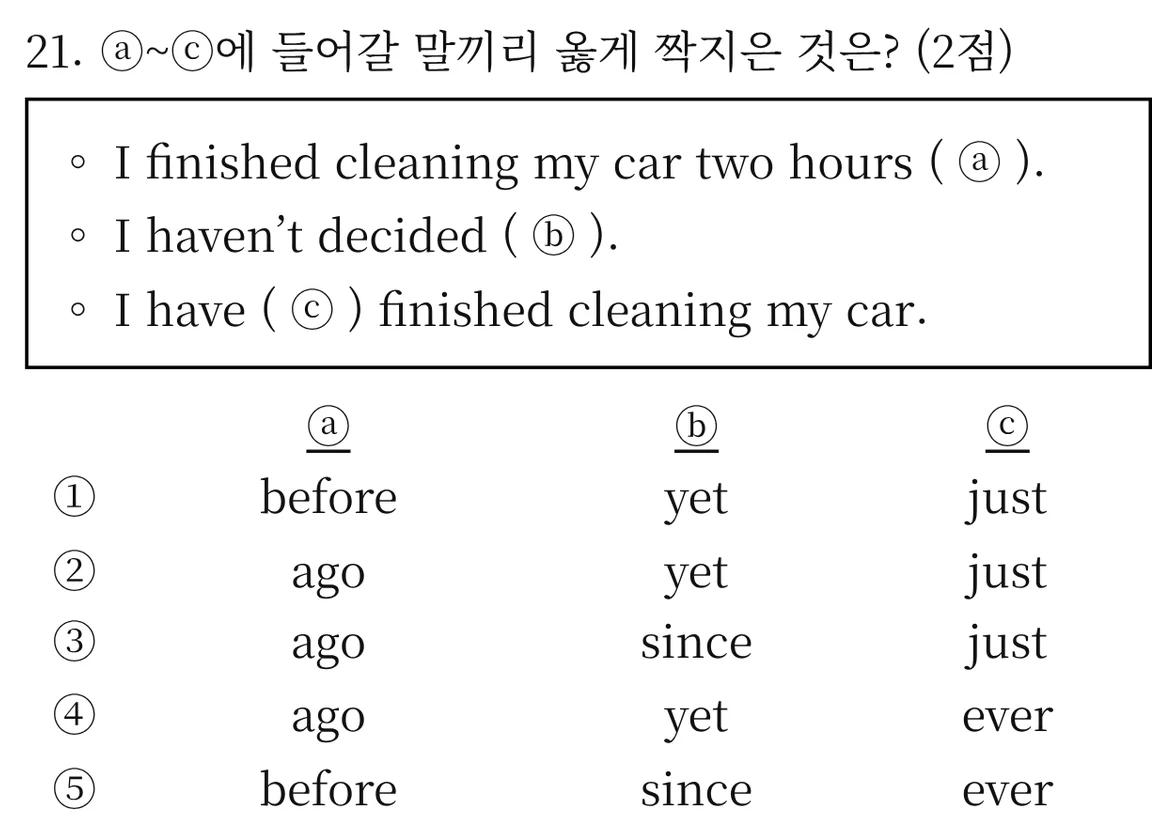 21. ⓐ~ⓒ에 들어갈 말끼리 옳게 짝지은 것은? (2점)
◦ I finished cleaning my car two hours ( ⓐ ).
◦ I haven’t decided ( ⓑ ).
◦ I have ( ⓒ ) finished cleaning my car.
ⓐ ⓑ ⓒ
① before yet just
② ago yet just
③ ago since just
④ ago yet ever
⑤ before since ever